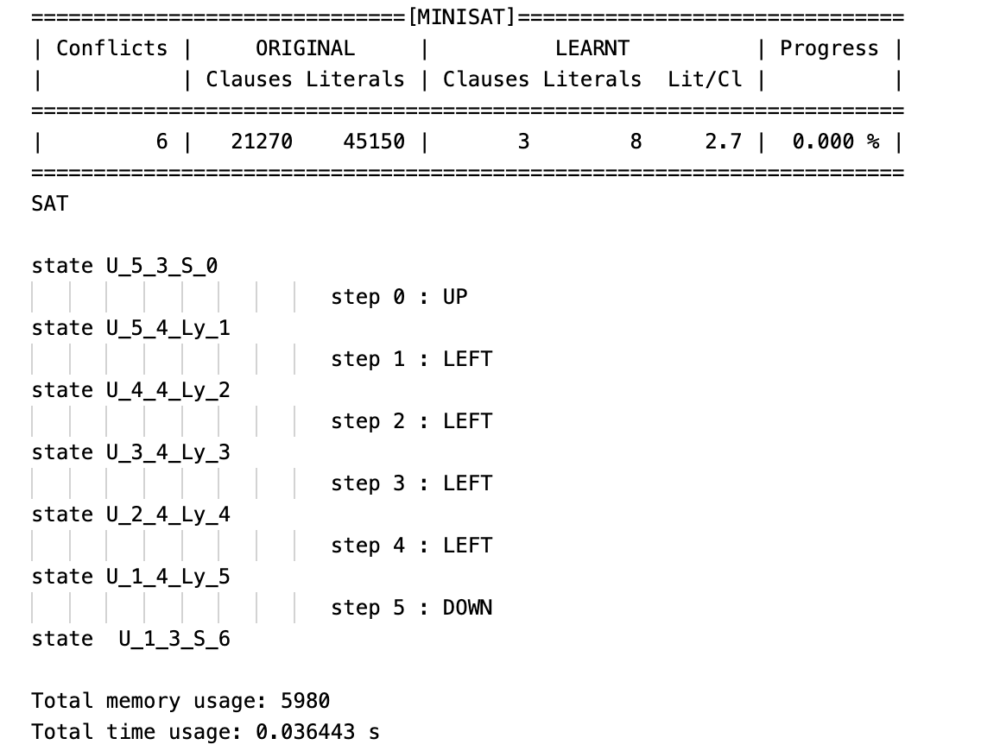 ==============================[MINISAT]===============================
| Conflicts |     ORIGINAL     |          LEARNT          | Progress |
|           | Clauses Literals | Clauses Literals  Lit/Cl |          |
======================================================================
|         6 |   21270    45150 |       3        8     2.7 |  0.000 % |
======================================================================
SAT
state U_5_3_S_0
step 0 : UP
state U_5_4_Ly_1
step 1 : LEFT
state U_4_4_Ly_2
step 2 : LEFT
state U_3_4_Ly_3
step 3 : LEFT
state U_2_4_Ly_4
step 4 : LEFT
state U_1_4_Ly_5
step 5 : DOWN
state  U_1_3_S_6
Total memory usage: 5980
Total time usage: 0.036443 s